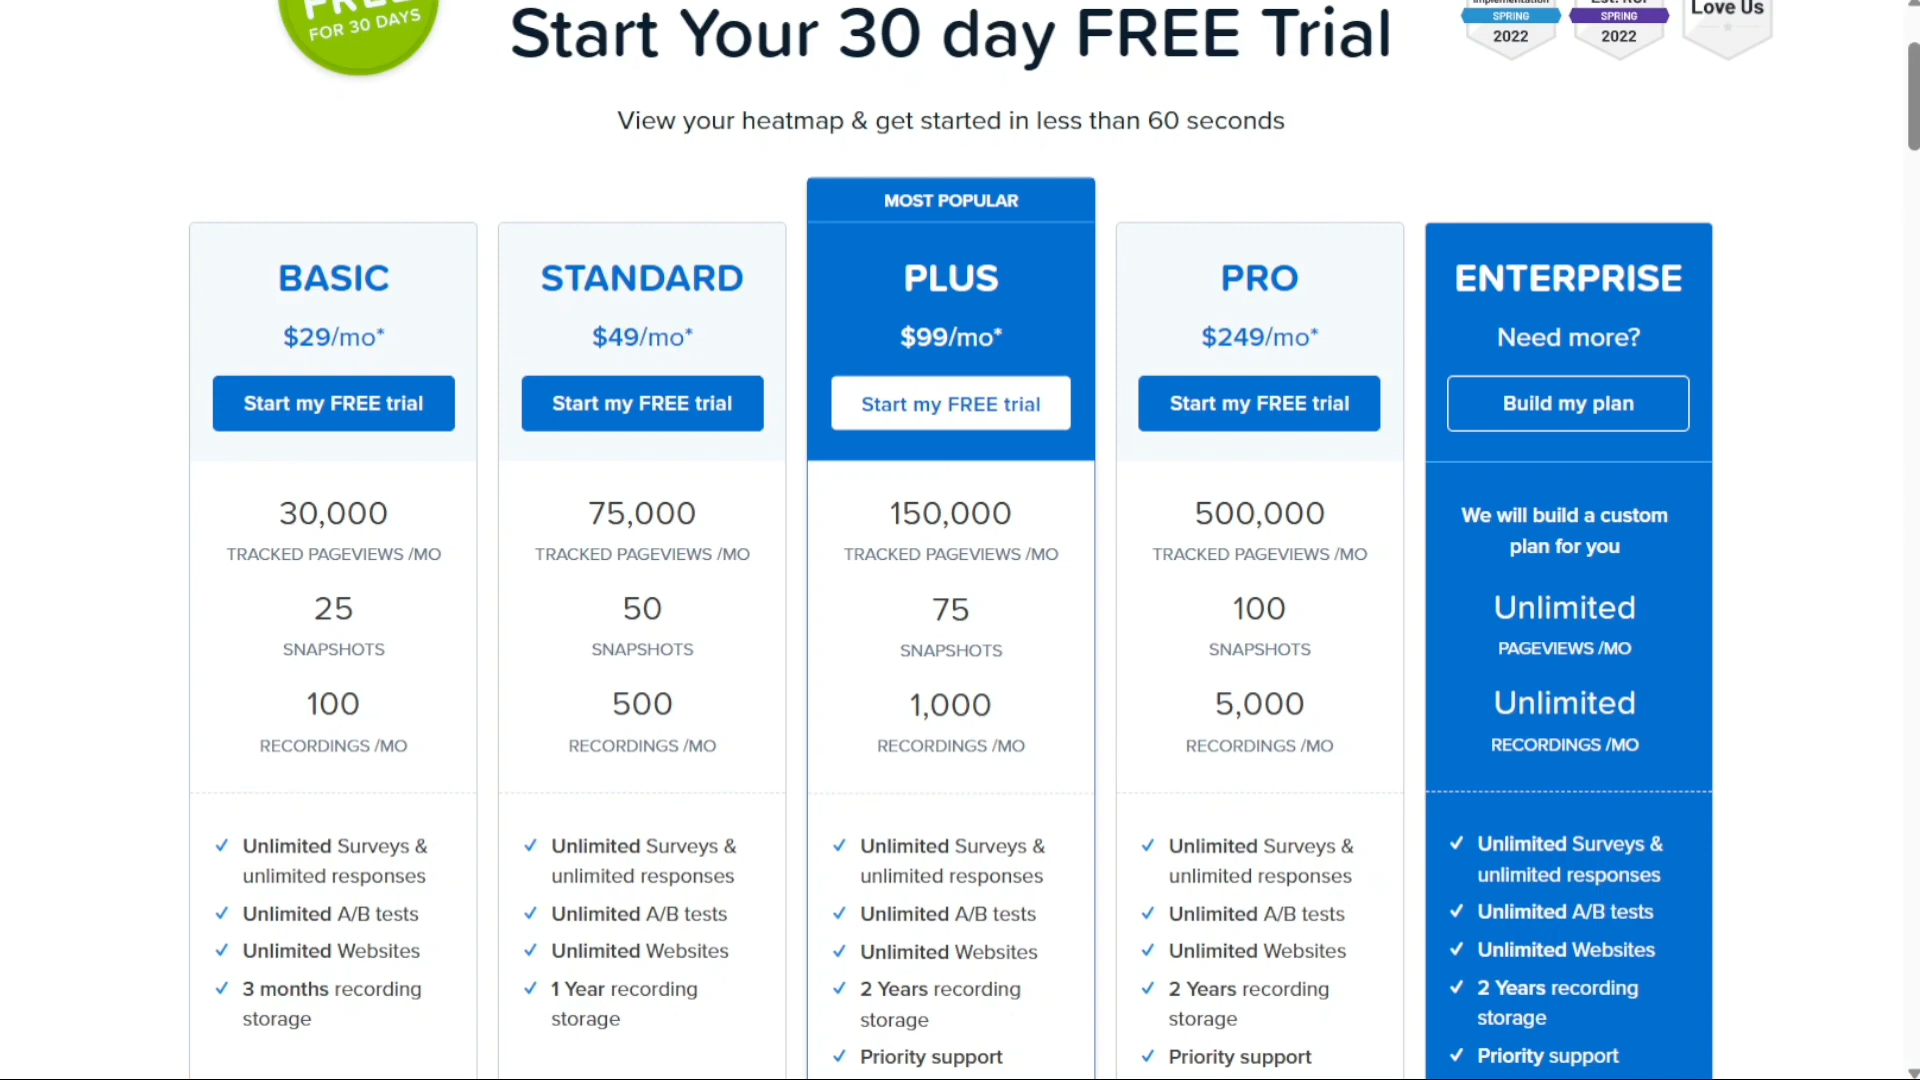 FOR 30 DAYS
Start Your 30 day FREE Trial
SPRING
2022
SPRING
2022
Love Us
View your heatmap & get started in less than 60 seconds
BASIC
$29/mo*
Start my FREE trial
30,000
TRACKED PAGEVIEWS /MO
25
SNAPSHOTS
100
RECORDINGS /MO
Unlimited Surveys &
unlimited responses
Unlimited A/B tests
Unlimited Websites
3 months recording
storage
STANDARD
$49/mo*
Start my FREE trial
75,000
TRACKED PAGEVIEWS /MO
50
SNAPSHOTS
500
RECORDINGS /MO
Unlimited Surveys &
unlimited responses
Unlimited A/B tests
Unlimited Websites
1 Year recording
storage
MOST POPULAR
PLUS
$99/mo*
Start my FREE trial
150,000
TRACKED PAGEVIEWS /MO
75
SNAPSHOTS
1,000
RECORDINGS /MO
Unlimited Surveys &
unlimited responses
Unlimited A/B tests
Unlimited Websites
2 Years recording
storage
Priority support
PRO
$249/mo*
Start my FREE trial
500,000
TRACKED PAGEVIEWS /MO
100
SNAPSHOTS
5,000
RECORDINGS /MO
Unlimited Surveys &
unlimited responses
Unlimited A/B tests
Unlimited Websites
2 Years recording
storage
Priority support
ENTERPRISE
Need more?
Build my plan
We will build a custom
plan for you
Unlimited
PAGEVIEWS /MO
Unlimited
RECORDINGS /MO
Unlimited Surveys &
unlimited responses
Unlimited A/B tests
Unlimited Websites
2 Years recording
storage
Priority support